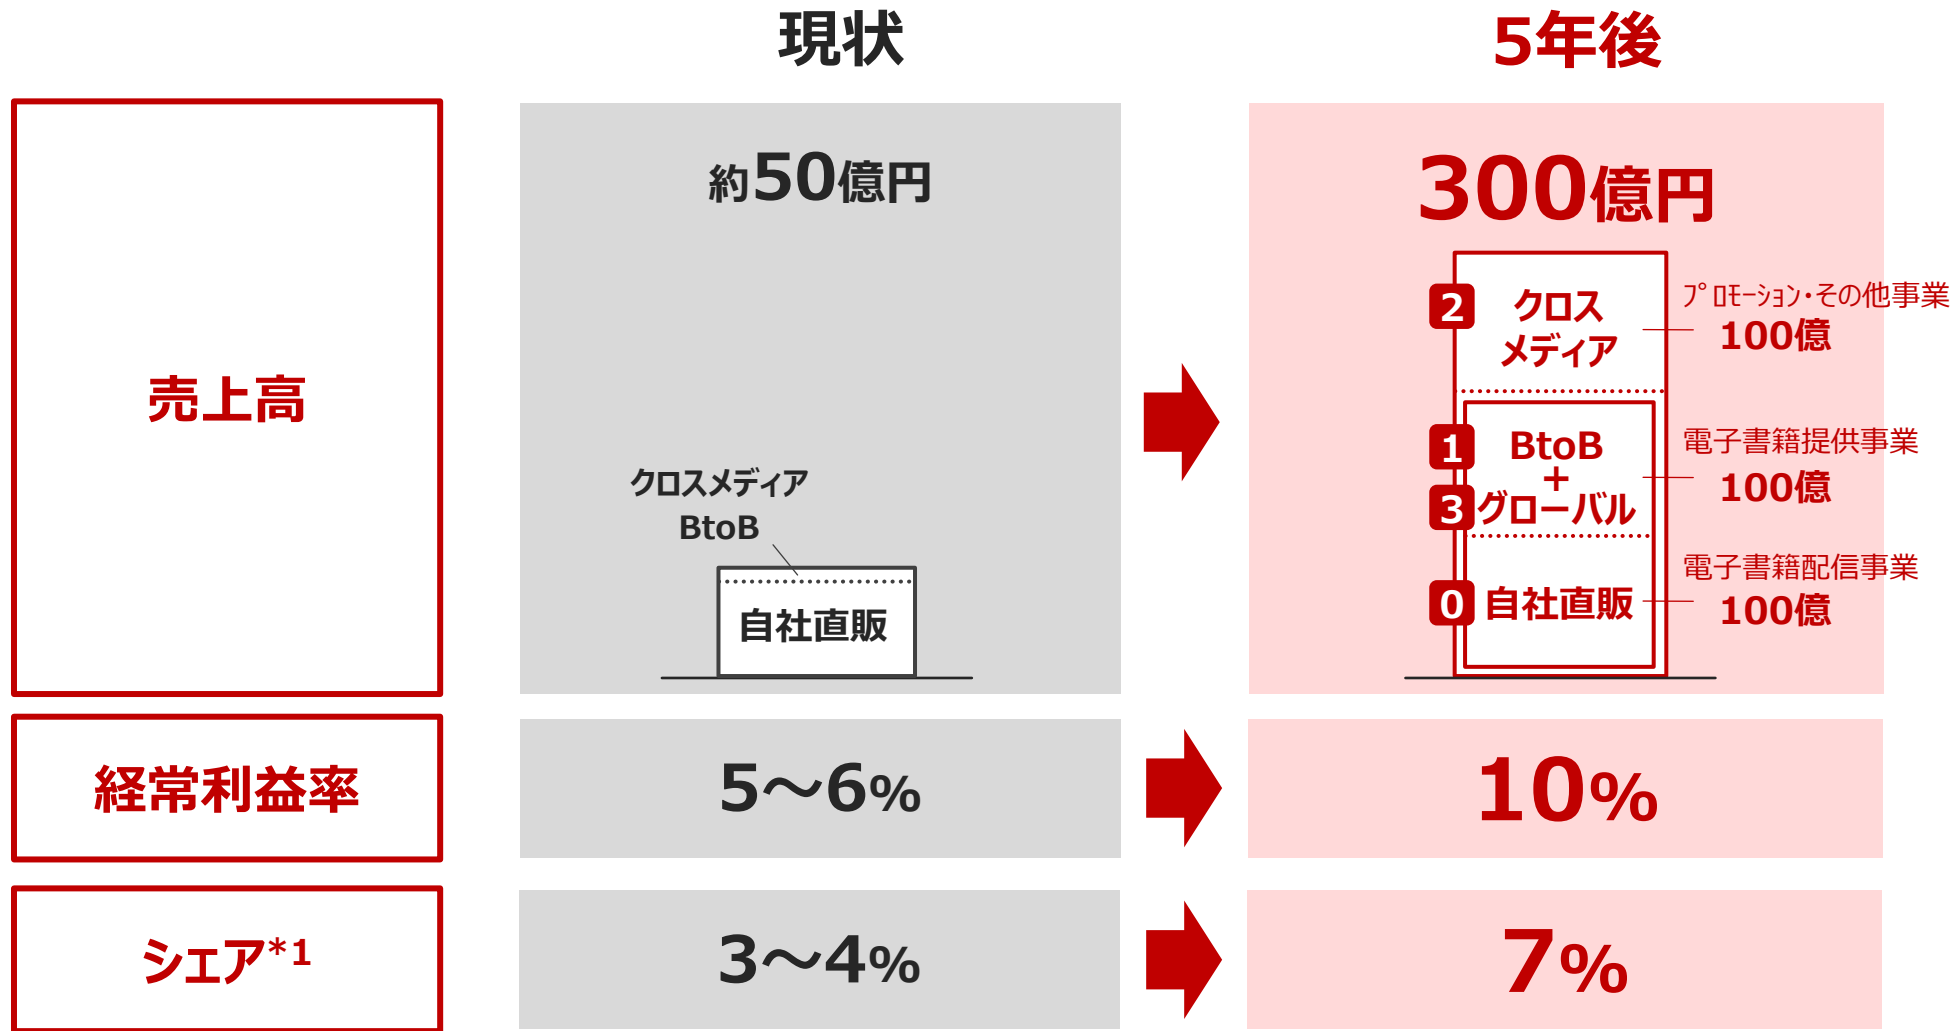 現状
5年後
売上高
約50億円
クロスメディア
BtoB
自社直販
300億円
2
クロス
メディア
プロモーション・その他事業
100億
1
BtoB
+
3
グローバル
電子書籍提供事業
100億
0
自社直販
電子書籍配信事業
100億
経常利益率
5～6%
10%
シェア*1
3～4%
7%